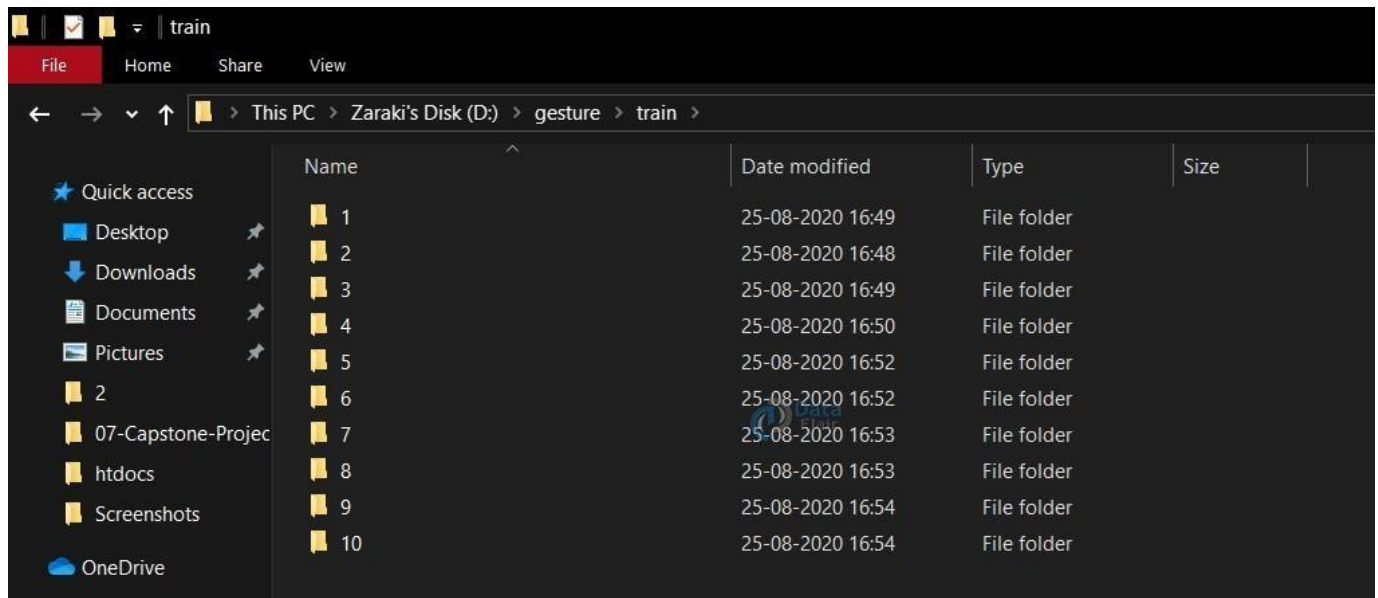 train
File Home Share View
This PC > Zaraki's Disk (D:) > gesture > train >
Name Date modified Type Size
Quick access
Desktop
Downloads
Documents
Pictures
2
07-Capstone-Projec
htdocs
Screenshots
OneDrive
1 25-08-2020 16:49 File folder
2 25-08-2020 16:48 File folder
3 25-08-2020 16:49 File folder
4 25-08-2020 16:50 File folder
5 25-08-2020 16:52 File folder
6 25-08-2020 16:52 File folder
7 25-08-2020 16:53 File folder
8 25-08-2020 16:53 File folder
9 25-08-2020 16:54 File folder
10 25-08-2020 16:54 File folder
Data
Flair